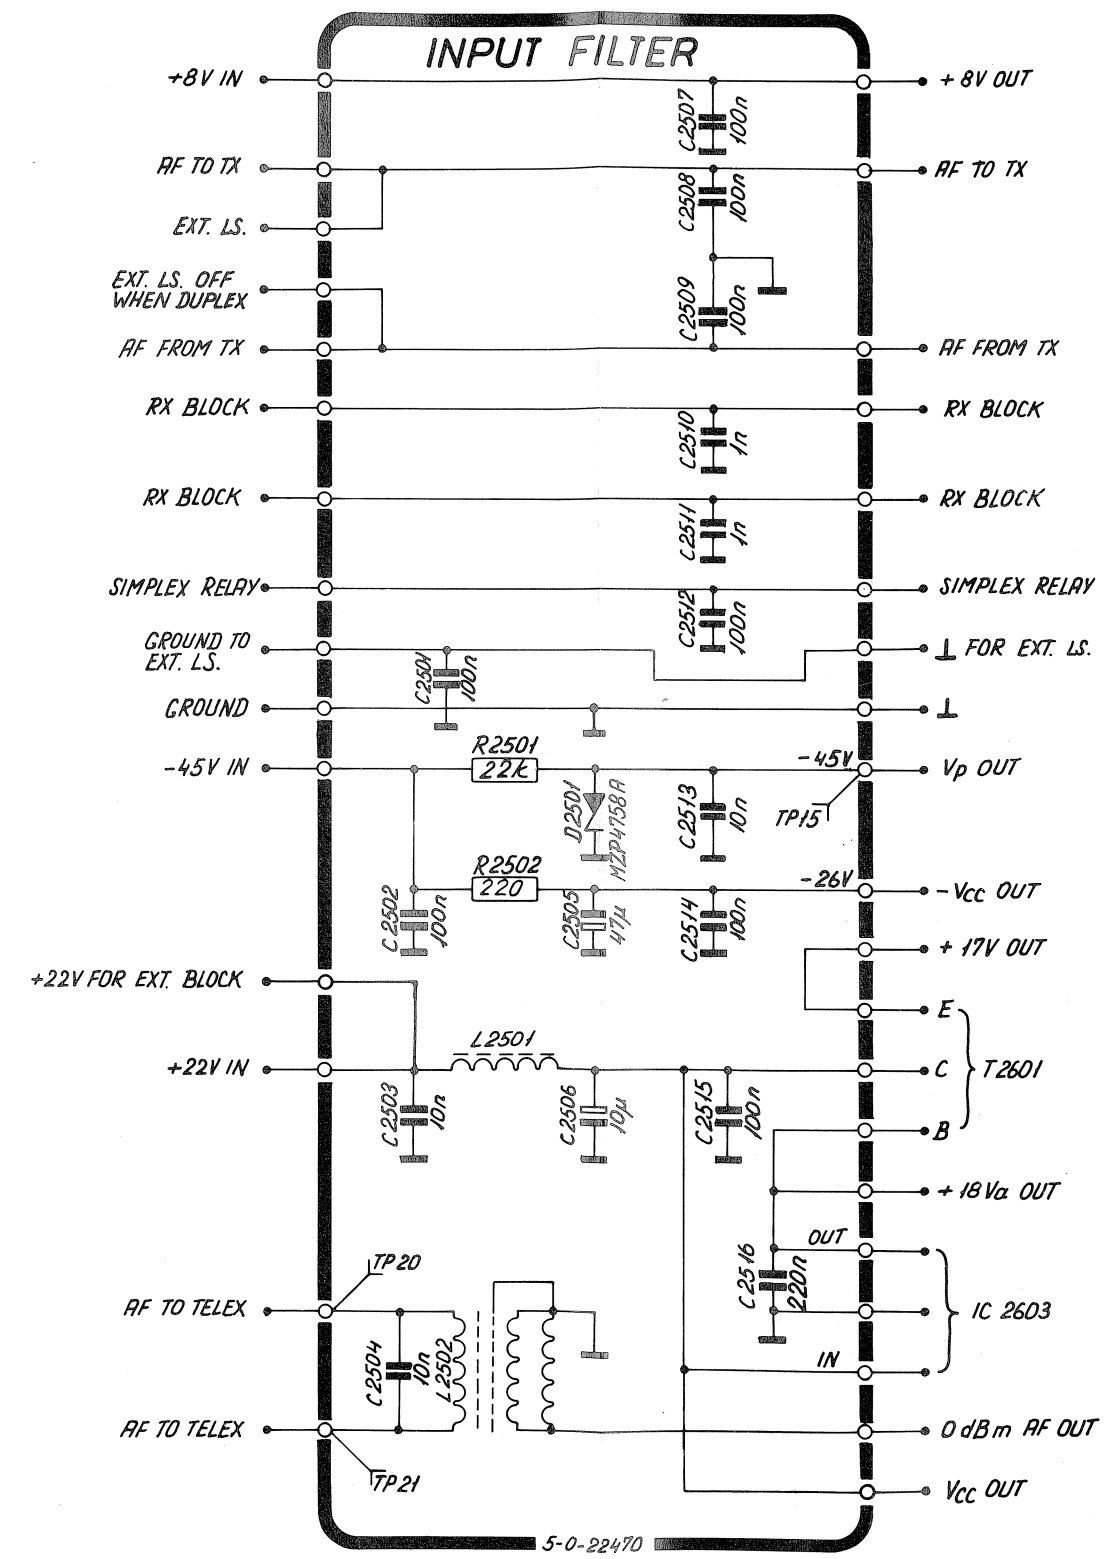 INPUT FILTER
+8V IN
+ 8V OUT
C2507
100n
AF TO TX
AF TO TX
C2508
100n
EXT. LS.
EXT. LS. OFF
WHEN DUPLEX
C2509
100n
AF FROM TX
AF FROM TX
RX BLOCK
RX BLOCK
C2510
1n
RX BLOCK
RX BLOCK
C2511
1n
SIMPLEX RELAY
SIMPLEX RELAY
C2512
100n
GROUND TO
EXT. LS.
⊥ FOR EXT. LS.
C2501
100n
GROUND
⊥
R2501
22k
-45V IN
-45V
Vp OUT
TP15
D2501
MZP4758A
C2513
10n
R2502
220
-26V
-Vcc OUT
C2502
100n
C2505
47µ
C2514
100n
+ 17V OUT
+22V FOR EXT. BLOCK
E
L2501
+22V IN
C
T2601
C2503
10n
C2506
10µ
C2515
100n
B
+ 18Va OUT
OUT
TP20
C2516
220n
AF TO TELEX
IC 2603
C2504
10n
L2502
IN
AF TO TELEX
0 dBm AF OUT
TP21
Vcc OUT
5-0-22470